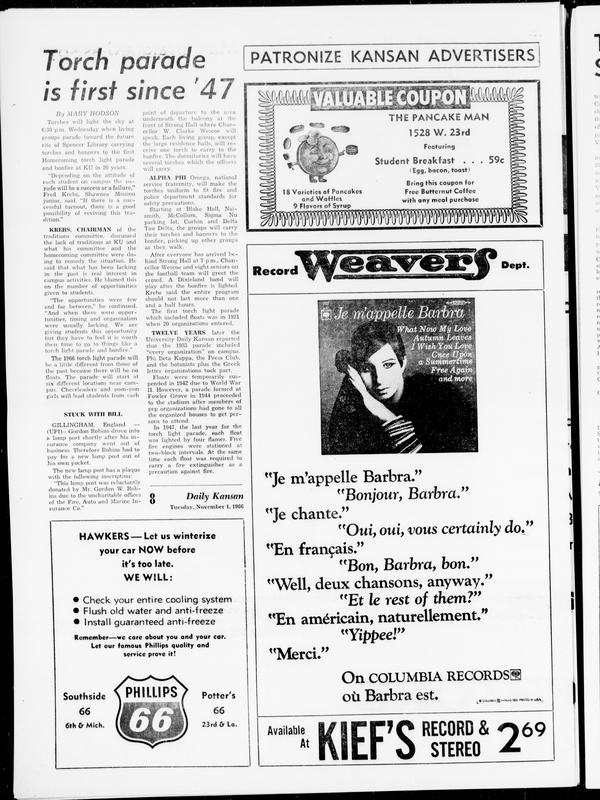 Torch parade
is first since '47
By MARY HODSON
Torches will light the sky at
6:30 p.m. Wednesday when living
groups parade toward the future
site of Spencer Library carrying
torches and banners to the first
Homecoming torch light parade
and bonfire at KU in 20 years.
"Depending on the attitude of
each student on campus the pa-
rade will be a success or a failure,"
Fred Krebs, Shawnee Mission
junior, said. "If there is a suc-
cessful turnout, there is a good
possibility of reviving this tra-
dition."
KREBS, CHAIRMAN of the
traditions committee, discussed
the lack of traditions at KU and
what his committee and the
homecoming committee were do-
ing to remedy the situation. He
said that what has been lacking
in the past is real interest in
campus activities. He blamed this
on the number of opportunities
given to students.
"The opportunities were few
and far between," he continued.
"And when there were oppor-
tunities, timing and organization
were usually lacking. We are
giving students this opportunity
but they have to feel it is worth
their time to go to things like a
torch light parade and bonfire."
The 1966 torch light parade will
be a little different from those of
the past because there will be no
floats. The parade will start at
six different locations near cam-
pus. Cheerleaders and pom-pon
girls will lead students from each
point of departure to the area
underneath the balcony at the
front of Strong Hall where Chan-
cellor W. Clarke Wescoe will
speak. Each living group, except
the large residence halls, will re-
ceive one torch to carry to the
bonfire. The dormitories will have
several torches which the officers
will carry.
ALPHA PHI Omega, national
service fraternity, will make the
torches uniform to fit fire and
police department standards for
safety precautions.
Starting at Blake Hall, Nai-
smith, McCollum, Sigma Nu
parking lot, Corbin and Delta
Tau Delta, the groups will carry
their torches and banners to the
bonfire, picking up other groups
as they walk.
After everyone has arrived be-
hind Strong Hall at 7 p.m., Chan-
cellor Wescoe and eight seniors on
the football team will greet the
crowd. A Dixieland band will
play after the bonfire is lighted.
Krebs said the entire program
should not last more than one
and a half hours.
The first torch light parade
which included floats was in 1921
when 20 organizations entered.
TWELVE YEARS later the
University Daily Kansan reported
that the 1933 parade included
"every organization" on campus.
Phi Beta Kappa, the Press Club,
and the botanists plus the Greek
letter organizations took part.
Floats were temporarily sus-
pended in 1942 due to World War
II. However, a parade formed at
Fowler Grove in 1944 proceeded
to the stadium after members of
pep organizations had gone to all
the organized houses to get per-
sons to attend.
In 1947, the last year for the
torch light parade, each float
was lighted by four flames. Five
fire engines were stationed at
two-block intervals. At the same
time each float was required to
carry a fire extinguisher as a
precaution against fire.
STUCK WITH BILL
GILLINGHAM, England —
(UPI)—Gordon Robins drove into
a lamp post shortly after his in-
surance company went out of
business. Therefore Robins had to
pay for a new lamp post out of
his own pocket.
The new lamp post has a plaque
with the following inscription:
"This lamp post was reluctantly
donated by Mr. Gordon W. Rob-
ins due to the uncharitable offices
of the Fire, Auto and Marine In-
surance Co."
8
Daily Kansan
Tuesday, November 1, 1966
PATRONIZE KANSAN ADVERTISERS
VALUABLE COUPON
THE PANCAKE MAN
1528 W. 23rd
Featuring
Student Breakfast . . . 59c
(Egg, bacon, toast)
Bring this coupon for
Free Butternut Coffee
with any meal purchase
18 Varieties of Pancakes
and Waffles
9 Flavors of Syrup
Record Weavers Dept.
Je m'appelle Barbra
What Now My Love
Autumn Leaves
I Wish You Love
Once Upon
a Summertime
Free Again
and more
"Je m'appelle Barbra."
"Bonjour, Barbra."
"Je chante."
"Oui, oui, vous certainly do."
"En français."
"Bon, Barbra, bon."
"Well, deux chansons, anyway."
"Et le rest of them?"
"En américain, naturellement."
"Yippee!"
"Merci."
On COLUMBIA RECORDS
où Barbra est.
Available
At
KIEF'S
RECORD &
STEREO
2 69
HAWKERS — Let us winterize
your car NOW before
it's too late.
WE WILL:
● Check your entire cooling system
● Flush old water and anti-freeze
● Install guaranteed anti-freeze
Remember—we care about you and your car.
Let our famous Phillips quality and
service prove it!
Southside
66
6th & Mich.
PHILLIPS
66
Potter's
66
23rd & La.